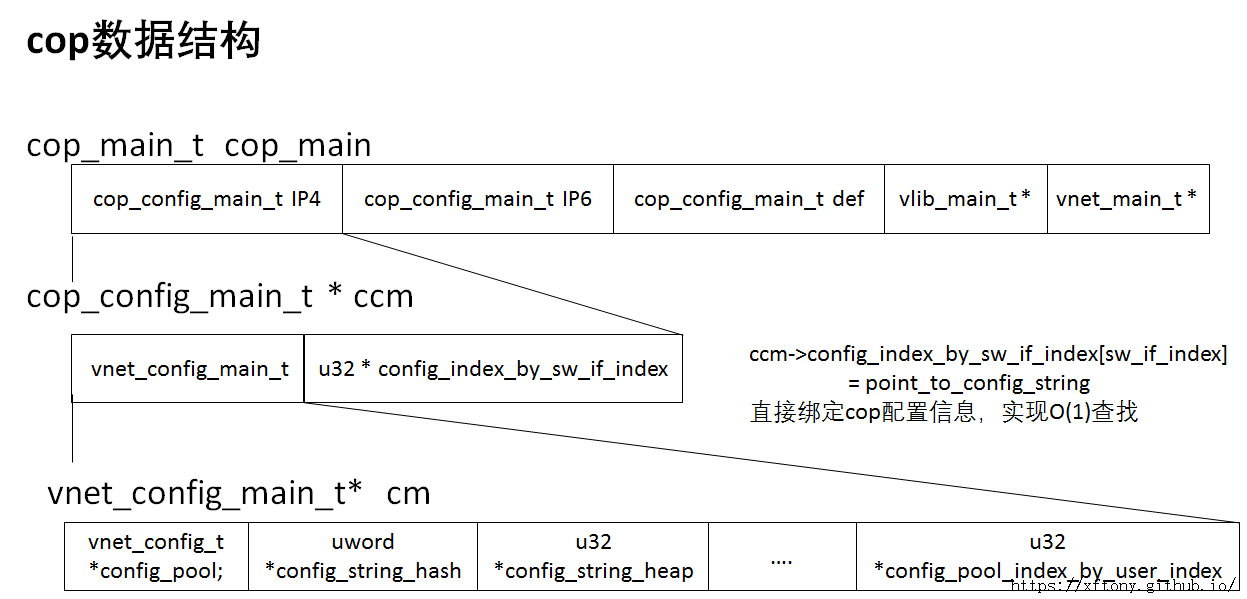 cop数据结构
cop_main_t cop_main
cop_config_main_t IP4
cop_config_main_t IP6
cop_config_main_t def
vlib_main_t *
vnet_main_t *
cop_config_main_t * ccm
vnet_config_main_t
u32 * config_index_by_sw_if_index
ccm->config_index_by_sw_if_index[sw_if_index]
= point_to_config_string
直接绑定cop配置信息，实现O(1)查找
vnet_config_main_t* cm
vnet_config_t
*config_pool;
uword
*config_string_hash
u32
*config_string_heap
....
u32
*config_pool_index_by_user_index
https://xftony.github.io/